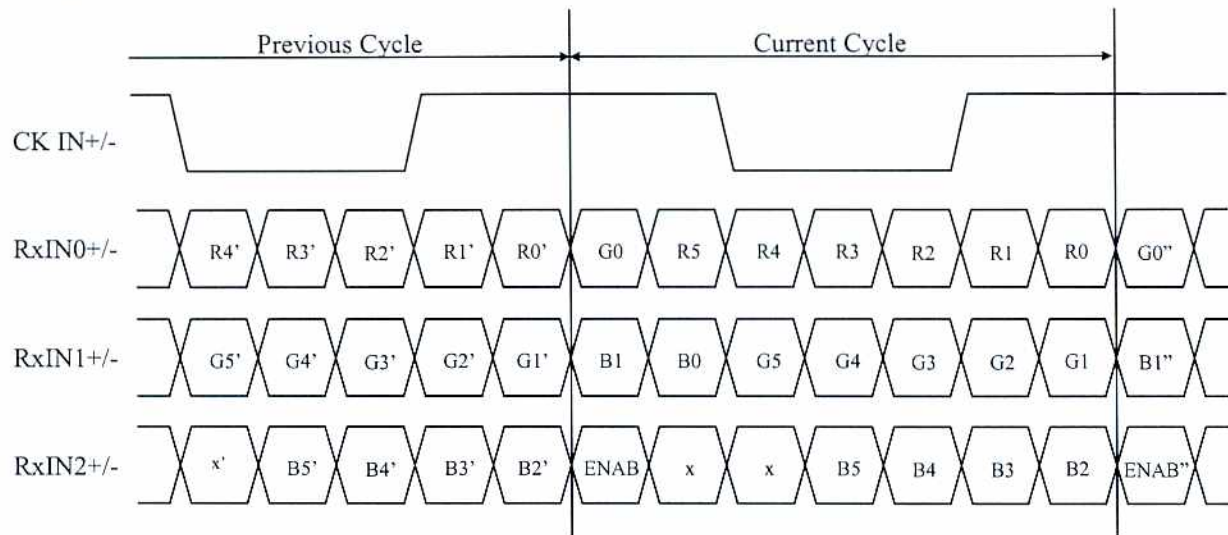 Previous Cycle Current Cycle
CK IN+/-
RxIN0+/- R4’ R3’ R2’ R1’ R0’ G0 R5 R4 R3 R2 R1 R0 G0”
RxIN1+/- G5’ G4’ G3’ G2’ G1’ B1 B0 G5 G4 G3 G2 G1 B1”
RxIN2+/- x’ B5’ B4’ B3’ B2’ ENAB x x B5 B4 B3 B2 ENAB”